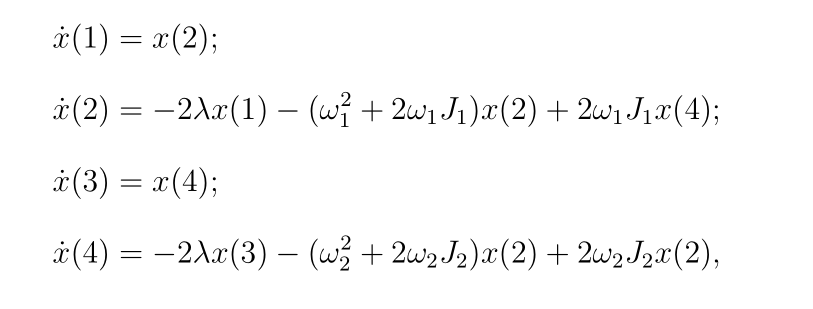 ẋ(1) = x(2);
ẋ(2) = −2λx(1) − (ω₁² + 2ω₁J₁)x(2) + 2ω₁J₁x(4);
ẋ(3) = x(4);
ẋ(4) = −2λx(3) − (ω₂² + 2ω₂J₂)x(2) + 2ω₂J₂x(2),